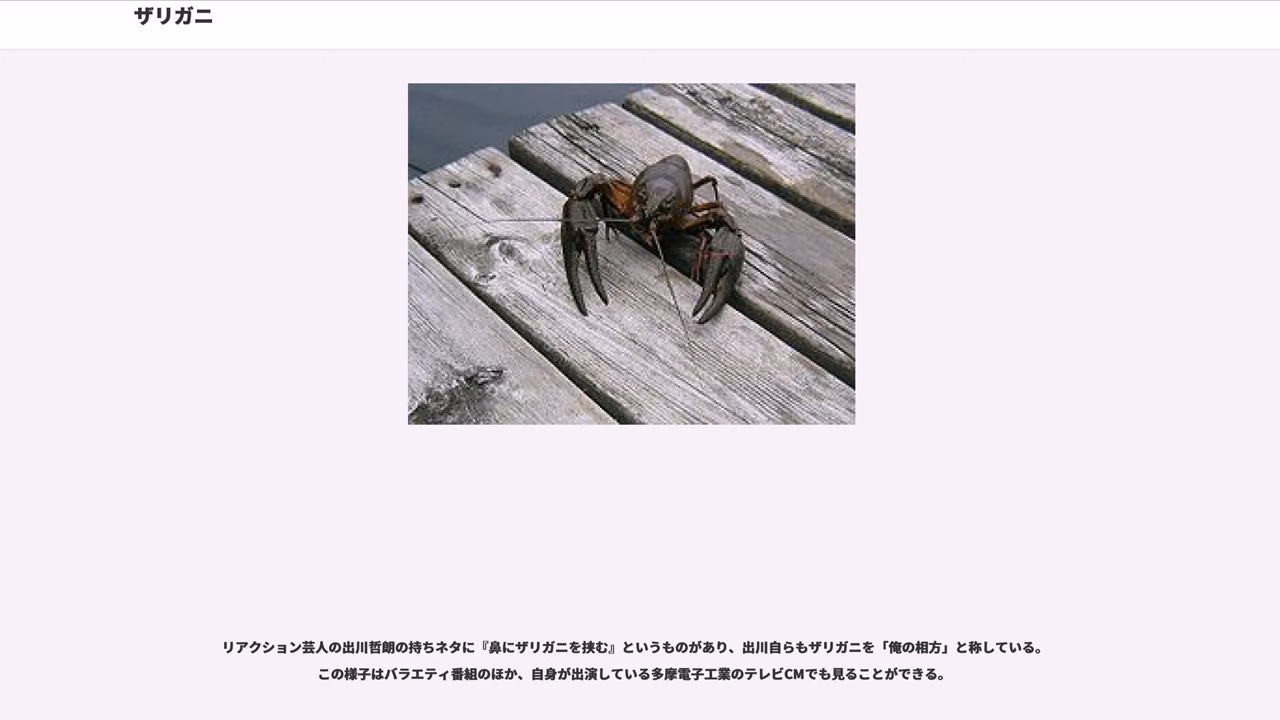 ザリガニ
リアクション芸人の出川哲朗の持ちネタに『鼻にザリガニを挟む』というものがあり、出川自らもザリガニを「俺の相方」と称している。
この様子はバラエティ番組のほか、自身が出演している多摩電子工業のテレビCMでも見ることができる。